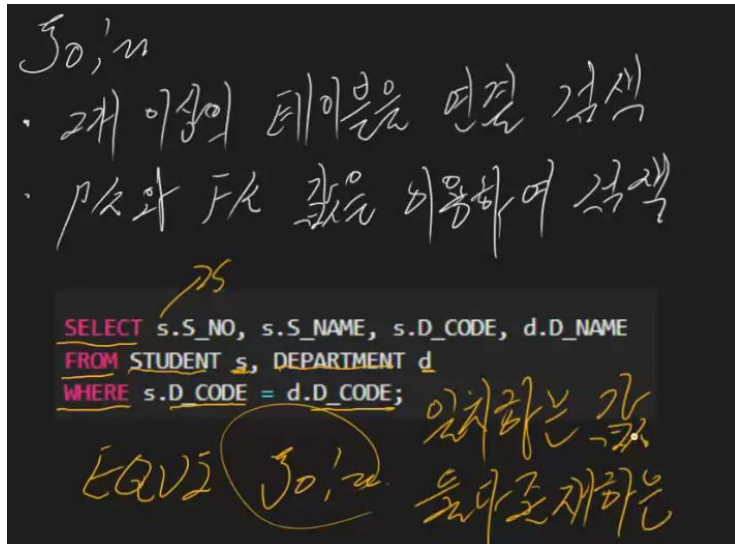 Join
· 2개 이상의 테이블을 연결 검색
· PK와 FK 값을 이용하여 검색
SELECT s.S_NO, s.S_NAME, s.D_CODE, d.D_NAME
FROM STUDENT s, DEPARTMENT d
WHERE s.D_CODE = d.D_CODE;
일치하는 값
EQUI Join
둘다 존재하는